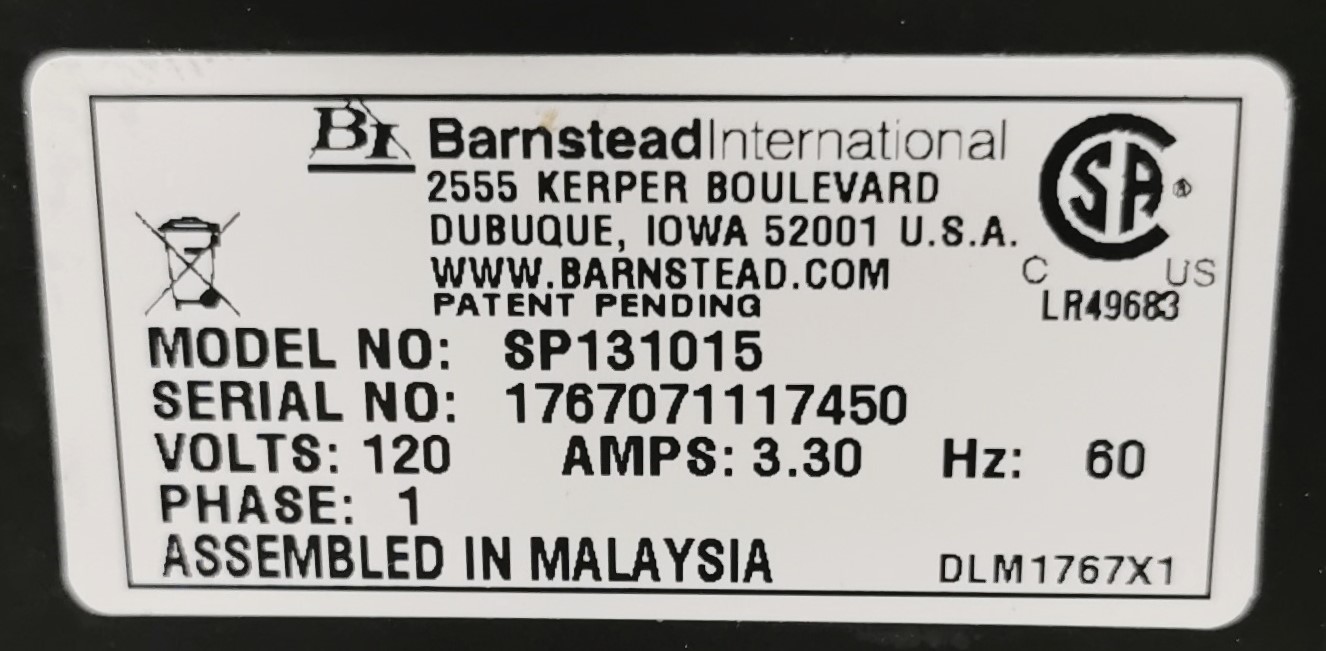 BI BarnsteadInternational
2555 KERPER BOULEVARD
DUBUQUE, IOWA 52001 U.S.A.
WWW.BARNSTEAD.COM
PATENT PENDING
SA ®
C US
LR49683
MODEL NO: SP131015
SERIAL NO: 1767071117450
VOLTS: 120 AMPS: 3.30 Hz: 60
PHASE: 1
ASSEMBLED IN MALAYSIA DLM1767X1